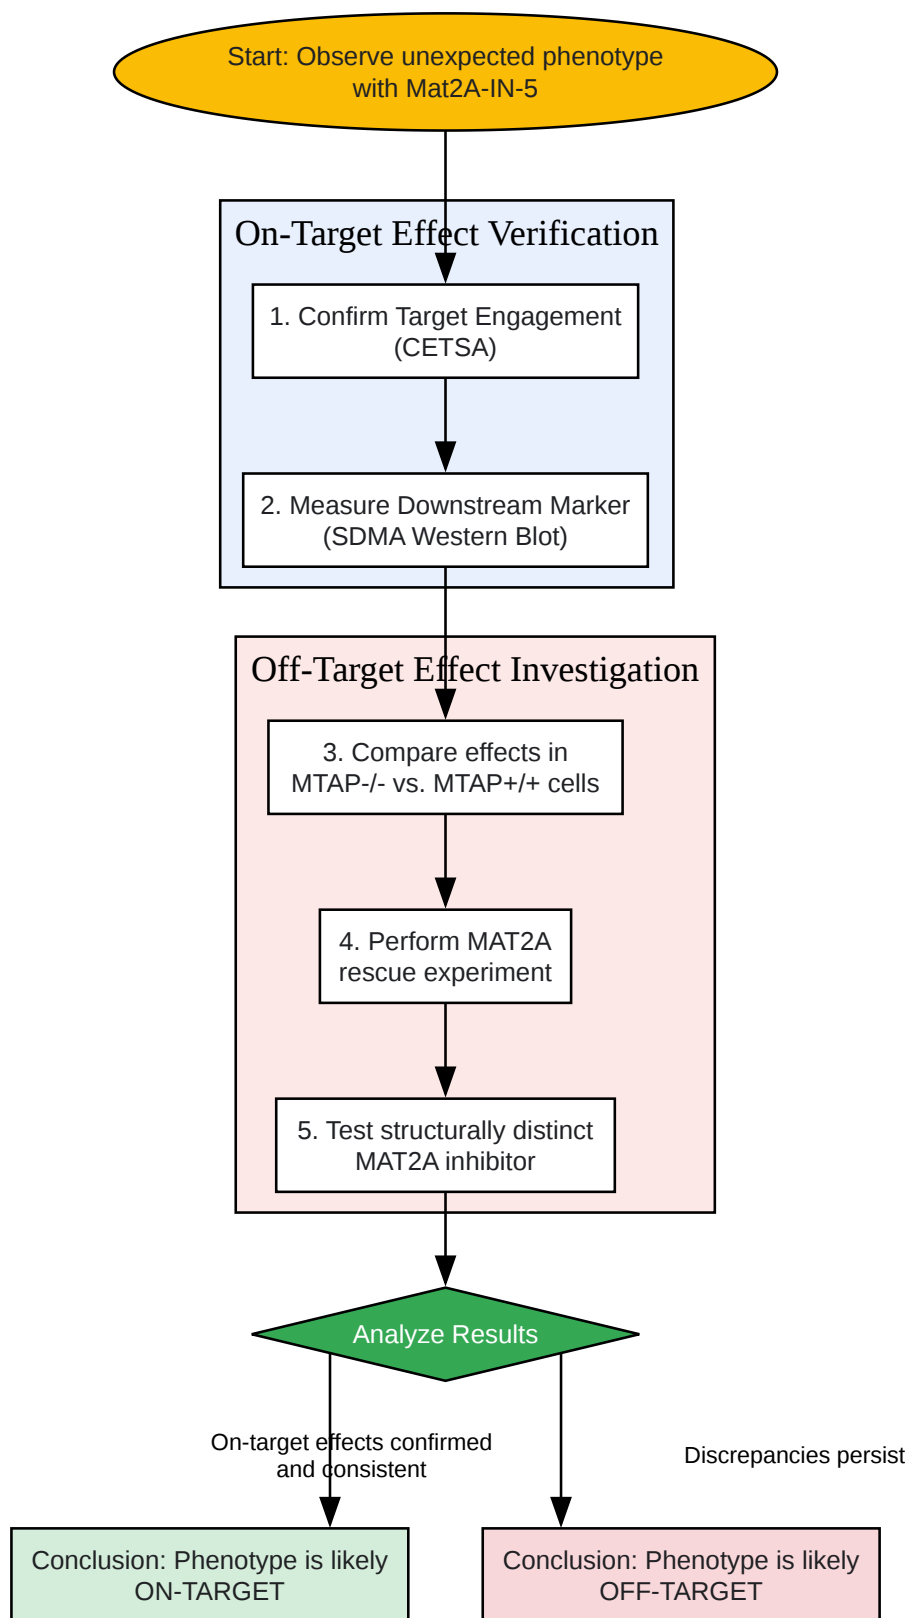 Start: Observe unexpected phenotype
with Mat2A-IN-5
On-Target Effect Verification
1. Confirm Target Engagement
(CETSA)
2. Measure Downstream Marker
(SDMA Western Blot)
Off-Target Effect Investigation
3. Compare effects in
MTAP-/- vs. MTAP+/+ cells
4. Perform MAT2A
rescue experiment
5. Test structurally distinct
MAT2A inhibitor
Analyze Results
On-target effects confirmed
and consistent
Discrepancies persist
Conclusion: Phenotype is likely
ON-TARGET
Conclusion: Phenotype is likely
OFF-TARGET